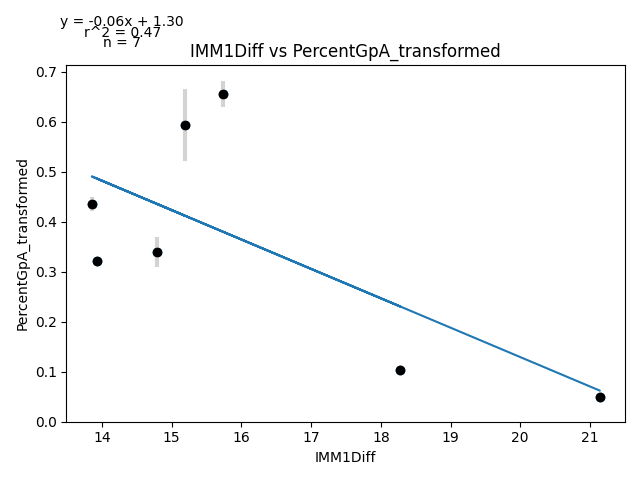 y = -0.06x + 1.30
r^2 = 0.47
n = 7
IMM1Diff vs PercentGpA_transformed
0.7
0.6
0.5
0.4
0.3
0.2
0.1
0.0
PercentGpA_transformed
14 15 16 17 18 19 20 21
IMM1Diff